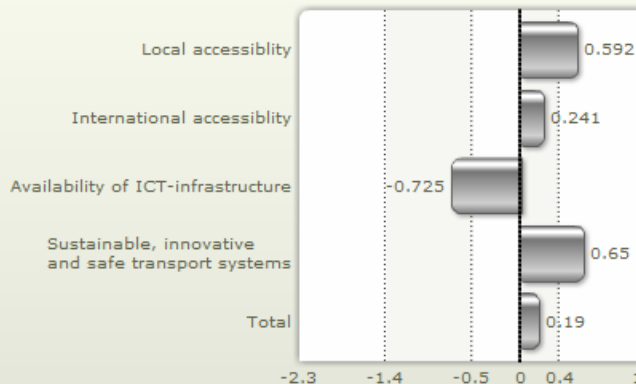 Local accessiblity
0.592
International accessiblity
0.241
Availability of ICT-infrastructure
-0.725
Sustainable, innovative
and safe transport systems
0.65
Total
0.19
-2.3 -1.4 -0.5 0 0.4